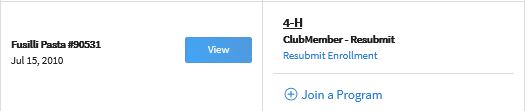 Fusilli Pasta #90531
Jul 15, 2010
View
4-H
ClubMember - Resubmit
Resubmit Enrollment
Join a Program